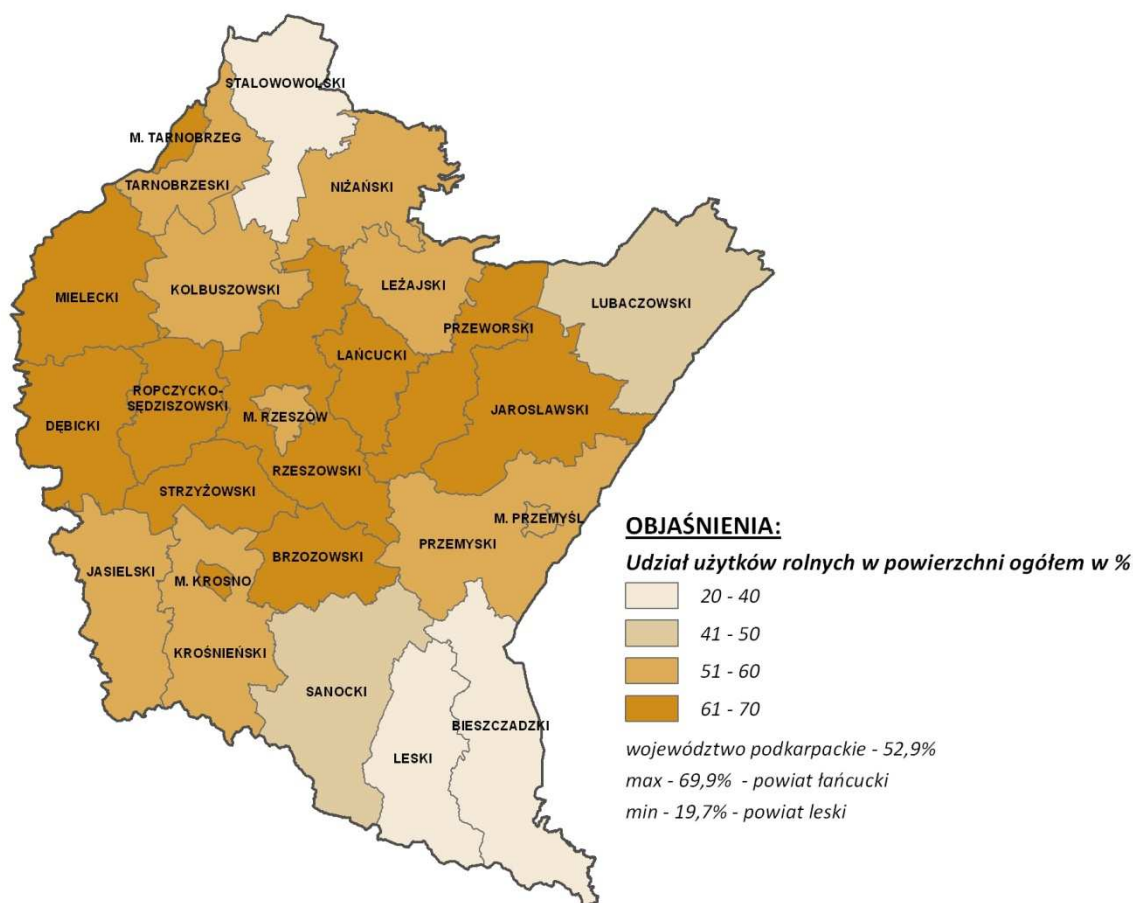 STALOWOWOLSKI
M. TARNOBRZEG
TARNOBRZESKI
NIŻAŃSKI
MIELECKI
KOLBUSZOWSKI
LEŻAJSKI
LUBACZOWSKI
PRZEWORSKI
ŁAŃCUCKI
ROPCZYCKO-
SĘDZISZOWSKI
DĘBICKI
M. RZESZÓW
JAROSLAWSKI
RZESZOWSKI
STRZYŻOWSKI
M. PRZEMYŚL
PRZEMYSKI
BRZOZOWSKI
JASIELSKI
M. KROSNO
KROŚNIEŃSKI
SANOCKI
BIESZCZADZKI
LESKI
OBJAŚNIENIA:
Udział użytków rolnych w powierzchni ogółem w %
20 - 40
41 - 50
51 - 60
61 - 70
województwo podkarpackie - 52,9%
max - 69,9% - powiat łańcucki
min - 19,7% - powiat leski